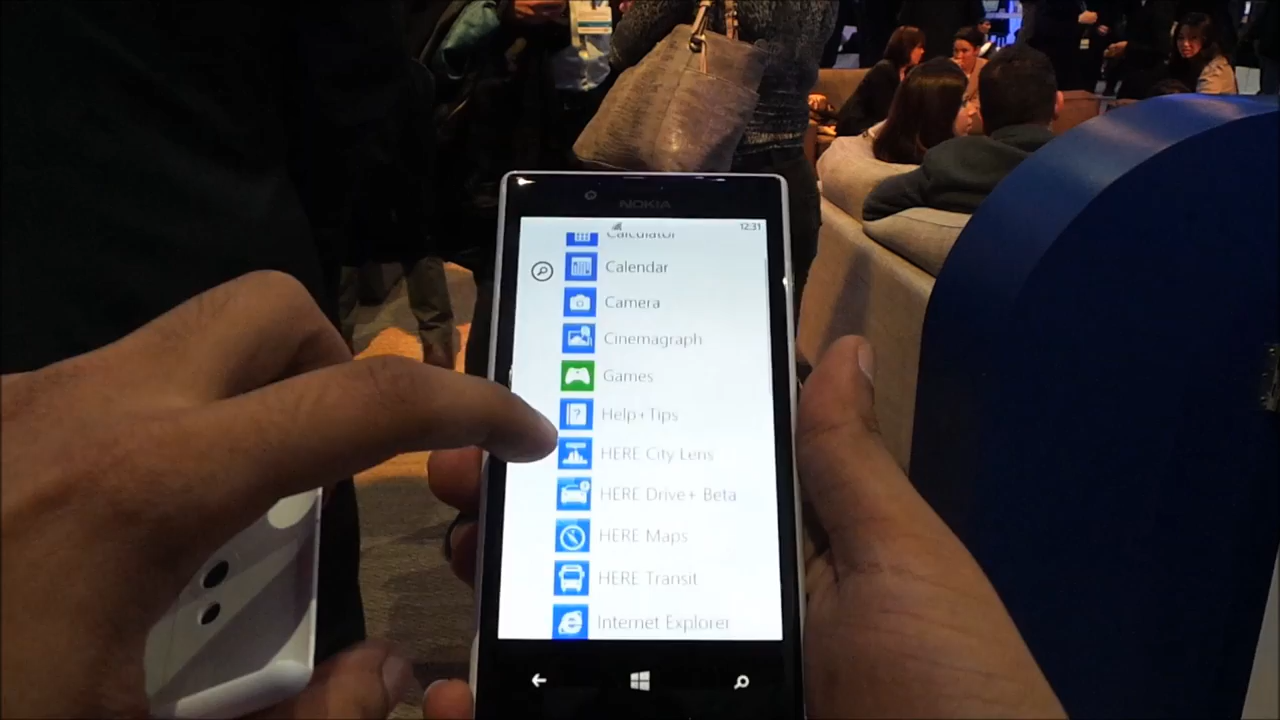 NOKIA
12:31
Calculator
Calendar
Camera
Cinemagraph
Games
Help+Tips
HERE City Lens
HERE Drive+ Beta
HERE Maps
HERE Transit
Internet Explorer